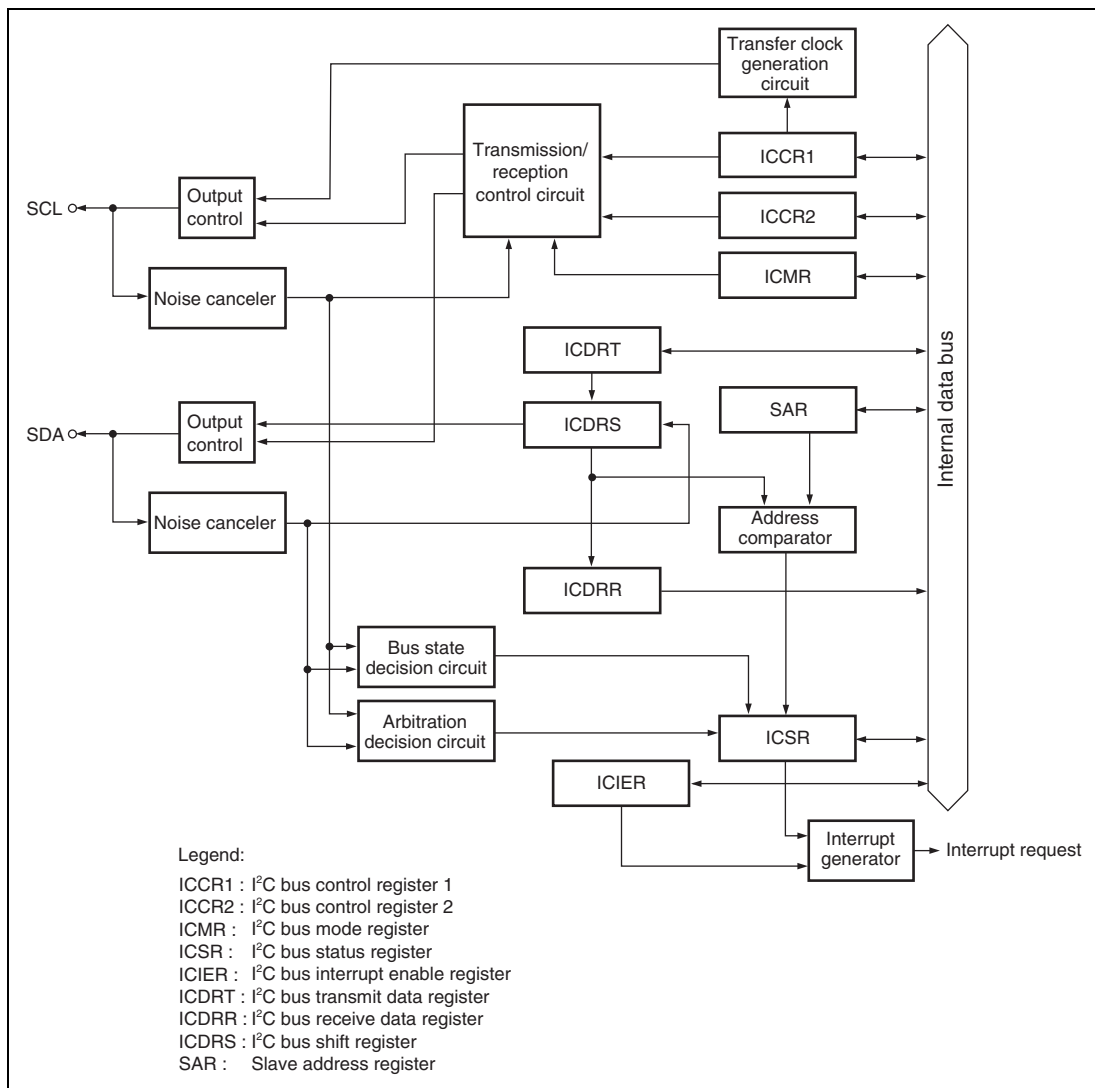 Transfer clock
generation
circuit
Transmission/
reception
control circuit
ICCR1
Output
control
SCL
ICCR2
ICMR
Noise canceler
ICDRT
Internal data bus
SAR
Output
control
ICDRS
SDA
Noise canceler
Address
comparator
ICDRR
Bus state
decision circuit
Arbitration
decision circuit
ICSR
ICIER
Interrupt
generator
Interrupt request
Legend:
ICCR1 : I²C bus control register 1
ICCR2 : I²C bus control register 2
ICMR : I²C bus mode register
ICSR : I²C bus status register
ICIER : I²C bus interrupt enable register
ICDRT : I²C bus transmit data register
ICDRR : I²C bus receive data register
ICDRS : I²C bus shift register
SAR : Slave address register